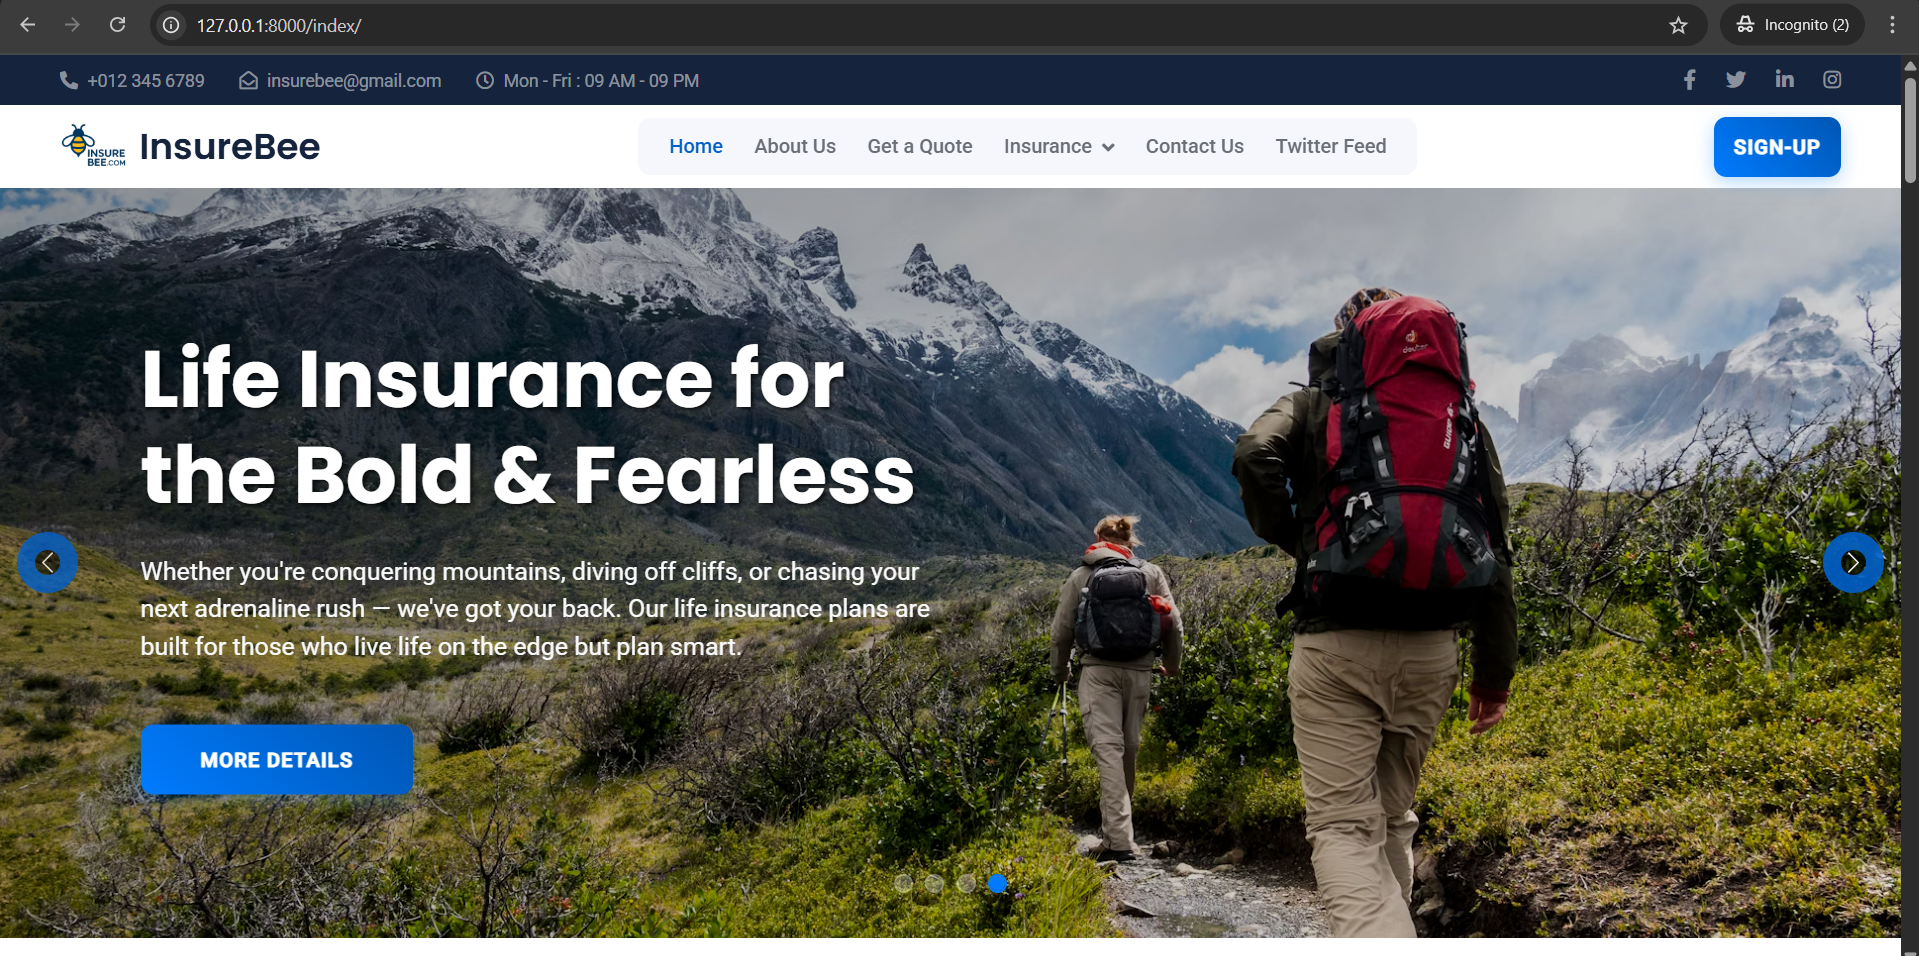 127.0.0.1:8000/index/
Incognito (2)
+012 345 6789
insurebee@gmail.com
Mon - Fri : 09 AM - 09 PM
INSURE
BEE.COM
InsureBee
Home
About Us
Get a Quote
Insurance
Contact Us
Twitter Feed
SIGN-UP
Life Insurance for
the Bold & Fearless
Whether you're conquering mountains, diving off cliffs, or chasing your
next adrenaline rush — we've got your back. Our life insurance plans are
built for those who live life on the edge but plan smart.
MORE DETAILS
deuter